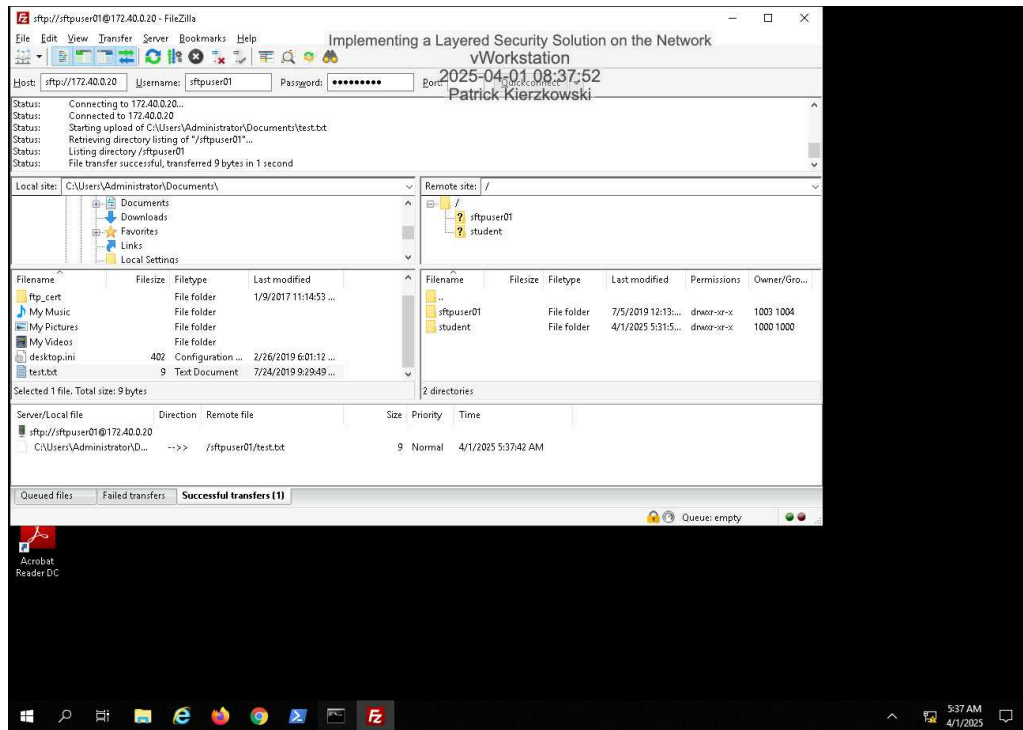 sftp://sftpuser01@172.40.0.20 - FileZilla
File Edit View Transfer Server Bookmarks Help
Implementing a Layered Security Solution on the Network
vWorkstation
2025-04-01 08:37:52
Patrick Kierzkowski
Host: sftp://172.40.0.20 Username: sftpuser01 Password: ●●●●●●●●● Port: Quickconnect
Status: Connecting to 172.40.0.20...
Status: Connected to 172.40.0.20
Status: Starting upload of C:\Users\Administrator\Documents\test.txt
Status: Retrieving directory listing of "/sftpuser01"...
Status: Listing directory /sftpuser01
Status: File transfer successful, transferred 9 bytes in 1 second
Local site: C:\Users\Administrator\Documents\
Documents
Downloads
Favorites
Links
Local Settings
Remote site: /
/
sftpuser01
student
Filename Filesize Filetype Last modified
ftp_cert File folder 1/9/2017 11:14:53 ...
My Music File folder
My Pictures File folder
My Videos File folder
desktop.ini 402 Configuration ... 2/26/2019 6:01:12 ...
test.txt 9 Text Document 7/24/2019 9:29:49 ...
Selected 1 file. Total size: 9 bytes
Filename Filesize Filetype Last modified Permissions Owner/Gro...
..
sftpuser01 File folder 7/5/2019 12:13:... drwxr-xr-x 1003 1004
student File folder 4/1/2025 5:31:5... drwxr-xr-x 1000 1000
2 directories
Server/Local file Direction Remote file Size Priority Time
sftp://sftpuser01@172.40.0.20
C:\Users\Administrator\D... -->> /sftpuser01/test.txt 9 Normal 4/1/2025 5:37:42 AM
Queued files Failed transfers Successful transfers (1)
Queue: empty
Acrobat
Reader DC
5:37 AM
4/1/2025